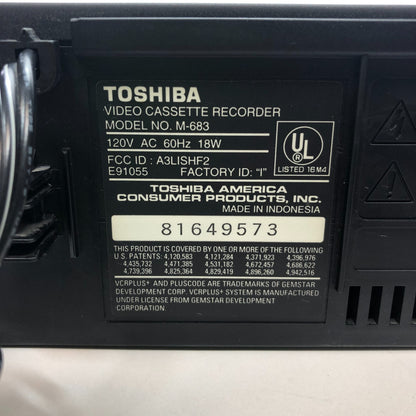 TOSHIBA
VIDEO CASSETTE RECORDER
MODEL NO. M-683
120V AC 60Hz 18W
FCC ID : A3LISHF2
E91055 FACTORY ID: "I"
UL
®
LISTED 16M4
TOSHIBA AMERICA
CONSUMER PRODUCTS, INC.
MADE IN INDONESIA
81649573
THIS PRODUCT IS COVERED BY ONE OR MORE OF THE FOLLOWING
U.S. PATENTS: 4,120,583 4,121,284 4,371,923 4,396,976
4,435,732 4,471,385 4,531,182 4,672,457 4,686,622
4,739,396 4,825,364 4,829,419 4,896,260 4,942,516
VCRPLUS+ AND PLUSCODE ARE TRADEMARKS OF GEMSTAR
DEVELOPMENT CORP. VCRPLUS+ SYSTEM IS MANUFACTURED
UNDER LICENSE FROM GEMSTAR DEVELOPMENT
CORPORATION.